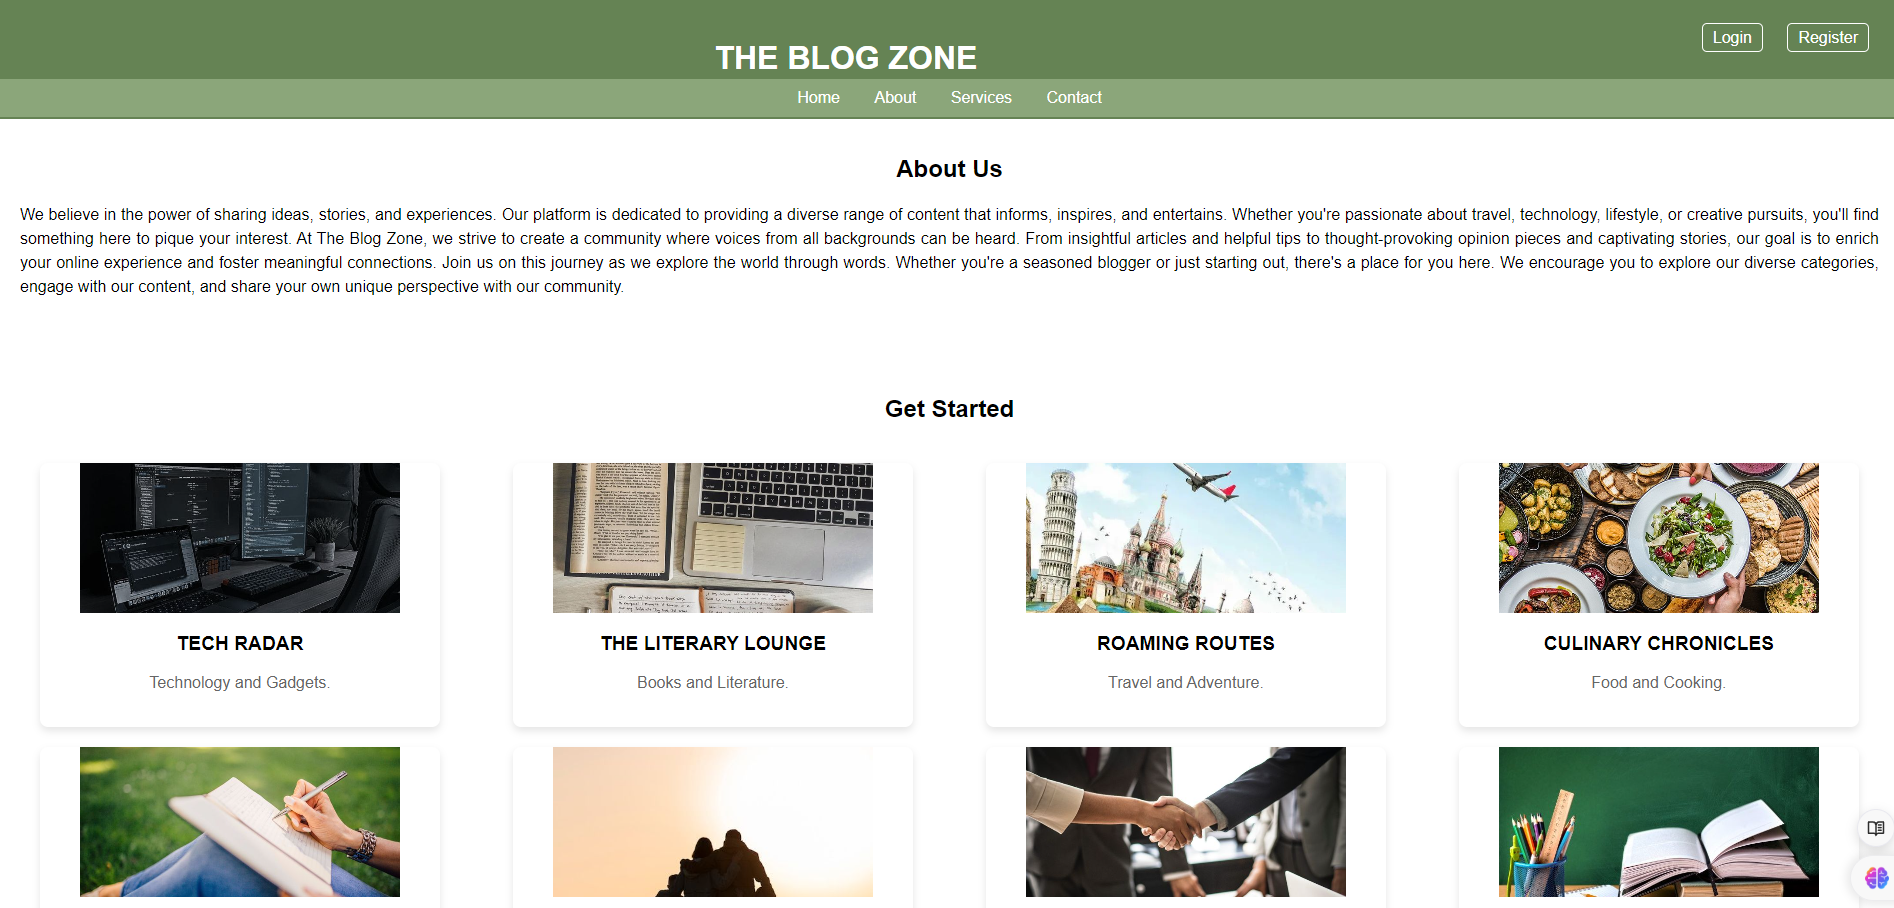 Login
Register
THE BLOG ZONE
Home
About
Services
Contact
About Us
We believe in the power of sharing ideas, stories, and experiences. Our platform is dedicated to providing a diverse range of content that informs, inspires, and entertains. Whether you're passionate about travel, technology, lifestyle, or creative pursuits, you'll find
something here to pique your interest. At The Blog Zone, we strive to create a community where voices from all backgrounds can be heard. From insightful articles and helpful tips to thought-provoking opinion pieces and captivating stories, our goal is to enrich
your online experience and foster meaningful connections. Join us on this journey as we explore the world through words. Whether you're a seasoned blogger or just starting out, there's a place for you here. We encourage you to explore our diverse categories,
engage with our content, and share your own unique perspective with our community.
Get Started
TECH RADAR
Technology and Gadgets.
THE LITERARY LOUNGE
Books and Literature.
ROAMING ROUTES
Travel and Adventure.
CULINARY CHRONICLES
Food and Cooking.